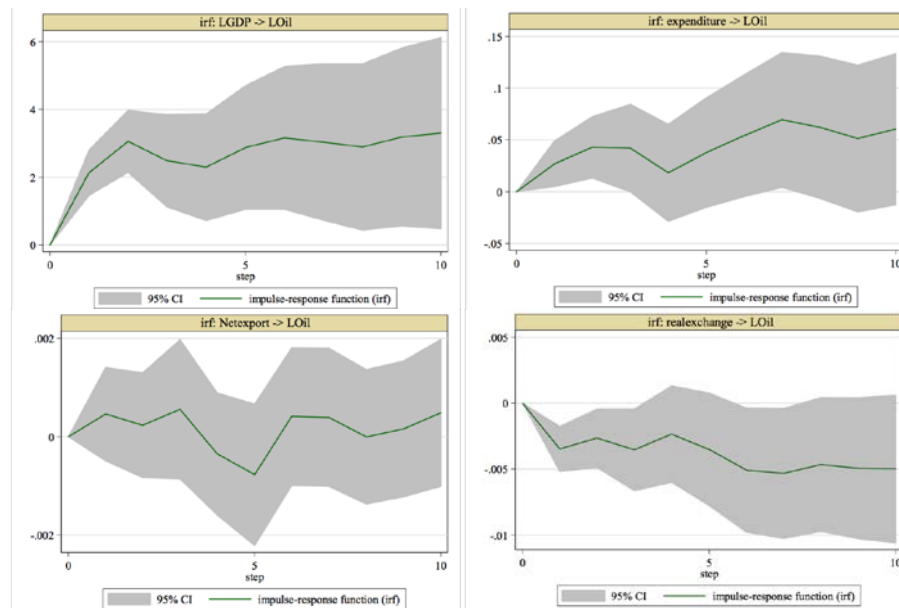 irf: LGDP -> LOil
6
4
2
0
0
5
10
step
95% CI
impulse-response function (irf)
irf: expenditure -> LOil
.15
.1
.05
0
-.05
0
5
10
step
95% CI
impulse-response function (irf)
irf: Netexport -> LOil
.002
0
-.002
0
5
10
step
95% CI
impulse-response function (irf)
irf: realexchange -> LOil
.005
0
-.005
-.01
0
5
10
step
95% CI
impulse-response function (irf)